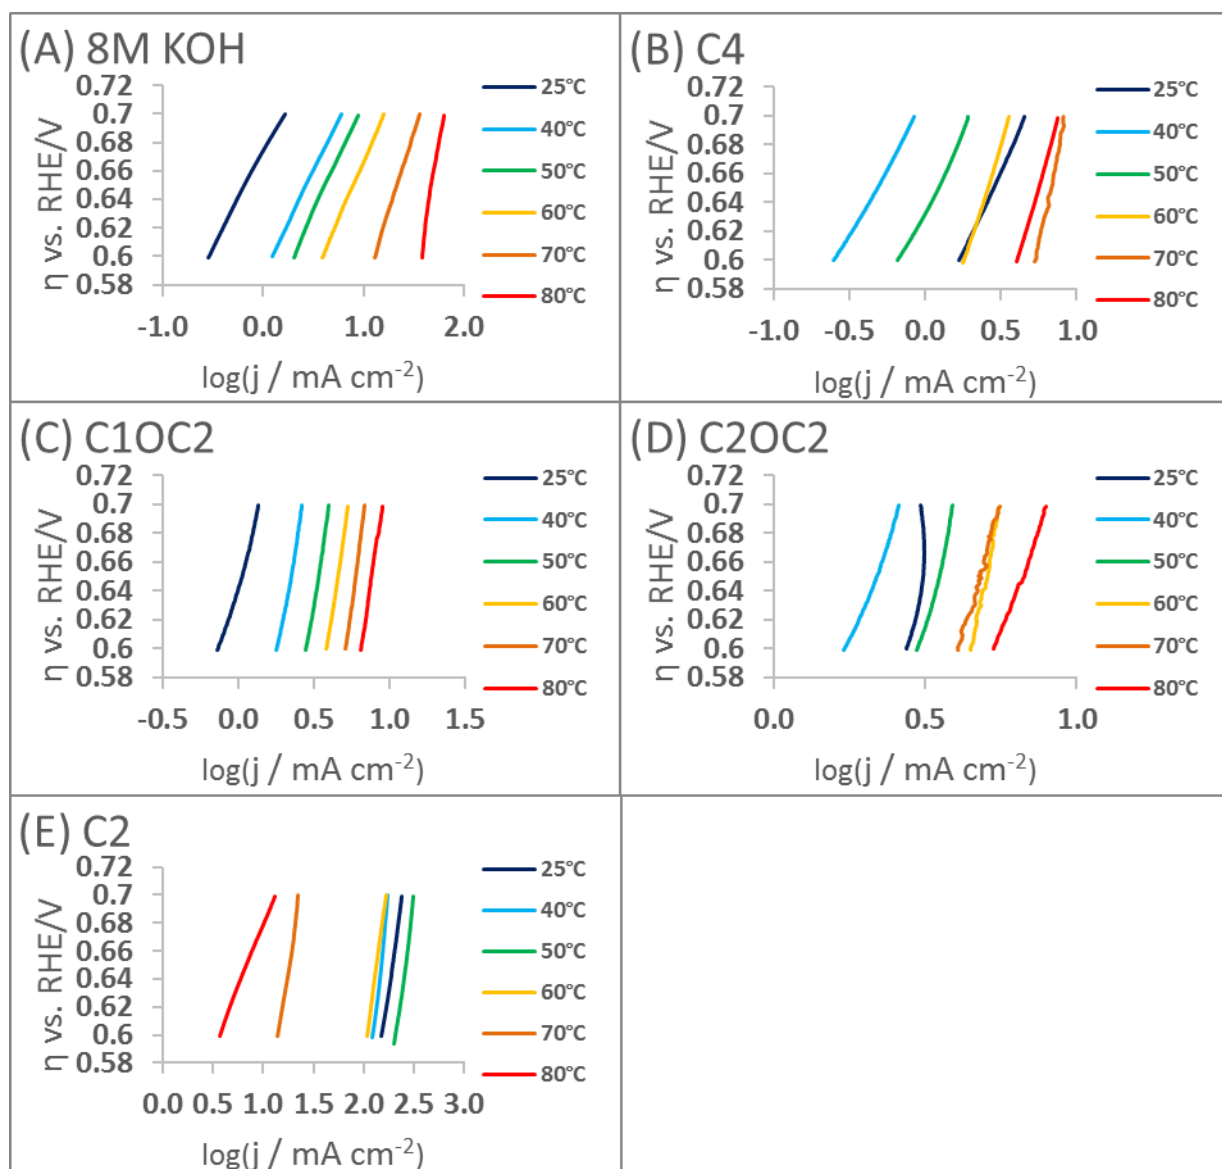 (A) 8M KOH
0.72
0.7
0.68
0.66
0.64
0.62
0.6
0.58
η vs. RHE/V
-1.0 0.0 1.0 2.0
log(j / mA cm-2)
25°C
40°C
50°C
60°C
70°C
80°C
(B) C4
0.72
0.7
0.68
0.66
0.64
0.62
0.6
0.58
η vs. RHE/V
-1.0 -0.5 0.0 0.5 1.0
log(j / mA cm-2)
25°C
40°C
50°C
60°C
70°C
80°C
(C) C1OC2
0.72
0.7
0.68
0.66
0.64
0.62
0.6
0.58
η vs. RHE/V
-0.5 0.0 0.5 1.0 1.5
log(j / mA cm-2)
25°C
40°C
50°C
60°C
70°C
80°C
(D) C2OC2
0.72
0.7
0.68
0.66
0.64
0.62
0.6
0.58
η vs. RHE/V
0.0 0.5 1.0
log(j / mA cm-2)
25°C
40°C
50°C
60°C
70°C
80°C
(E) C2
0.72
0.7
0.68
0.66
0.64
0.62
0.6
0.58
η vs. RHE/V
0.0 0.5 1.0 1.5 2.0 2.5 3.0
log(j / mA cm-2)
25°C
40°C
50°C
60°C
70°C
80°C